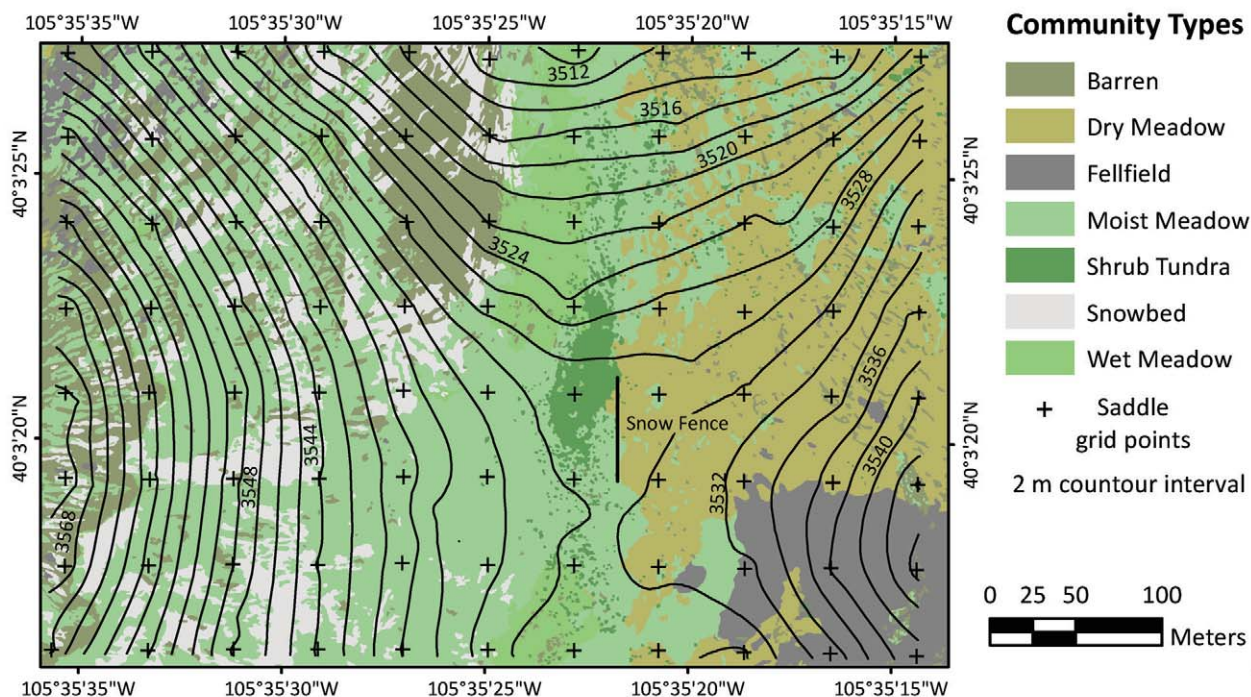 105°35'35"W 105°35'30"W 105°35'25"W 105°35'20"W 105°35'15"W
40°3'25"N
40°3'20"N
3512
3516
3520
3528
3524
3536
Snow Fence
3544
3548
3532
3540
3568
40°3'25"N
40°3'20"N
105°35'35"W 105°35'30"W 105°35'25"W 105°35'20"W 105°35'15"W
Community Types
Barren
Dry Meadow
Fellfield
Moist Meadow
Shrub Tundra
Snowbed
Wet Meadow
Saddle
grid points
2 m countour interval
0 25 50 100
Meters